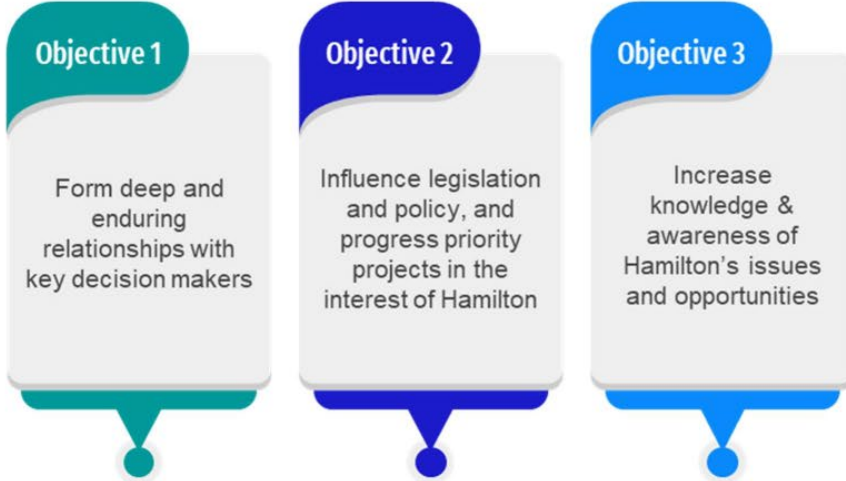 Objective 1
Form deep and
enduring
relationships with
key decision makers
Objective 2
Influence legislation
and policy, and
progress priority
projects in the
interest of Hamilton
Objective 3
Increase
knowledge &
awareness of
Hamilton’s issues
and opportunities